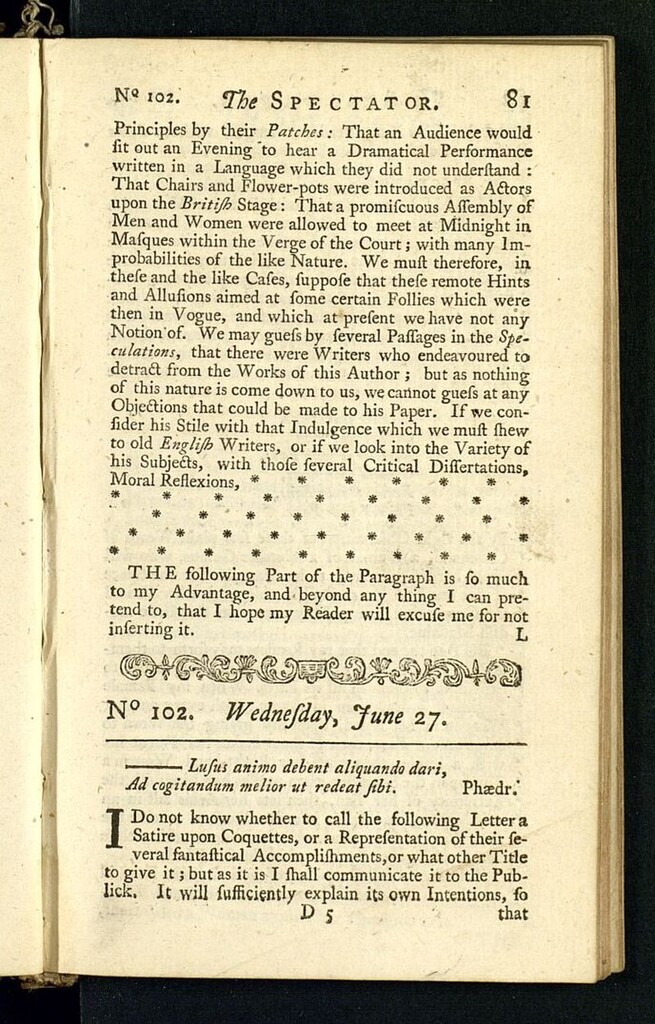 Nº 102. The SPECTATOR. 81
Principles by their Patches: That an Audience would
ſit out an Evening to hear a Dramatical Performance
written in a Language which they did not underſtand:
That Chairs and Flower-pots were introduced as Actors
upon the Britiſh Stage: That a promiſcuous Aſſembly of
Men and Women were allowed to meet at Midnight in
Maſques within the Verge of the Court; with many Im-
probabilities of the like Nature. We muſt therefore, in
theſe and the like Caſes, ſuppoſe that theſe remote Hints
and Alluſions aimed at ſome certain Follies which were
then in Vogue, and which at preſent we have not any
Notion of. We may gueſs by ſeveral Paſſages in the Spe-
culations, that there were Writers who endeavoured to
detract from the Works of this Author; but as nothing
of this nature is come down to us, we cannot gueſs at any
Objections that could be made to his Paper. If we con-
ſider his Stile with that Indulgence which we muſt ſhew
to old Engliſh Writers, or if we look into the Variety of
his Subjects, with thoſe ſeveral Critical Diſſertations,
Moral Reflexions, * * * * * *
* * * * * * * * * *
* * * * * * * *
* * * * * * * * *
* * * * * * * * * *
THE following Part of the Paragraph is ſo much
to my Advantage, and beyond any thing I can pre-
tend to, that I hope my Reader will excuſe me for not
inſerting it. L
Nº 102. Wedneſday, June 27.
——— Luſus animo debent aliquando dari,
Ad cogitandum melior ut redeat ſibi. Phædr.
I Do not know whether to call the following Letter a
Satire upon Coquettes, or a Repreſentation of their ſe-
veral fantaſtical Accompliſhments, or what other Title
to give it; but as it is I ſhall communicate it to the Pub-
lick. It will ſufficiently explain its own Intentions, ſo
D 5 that